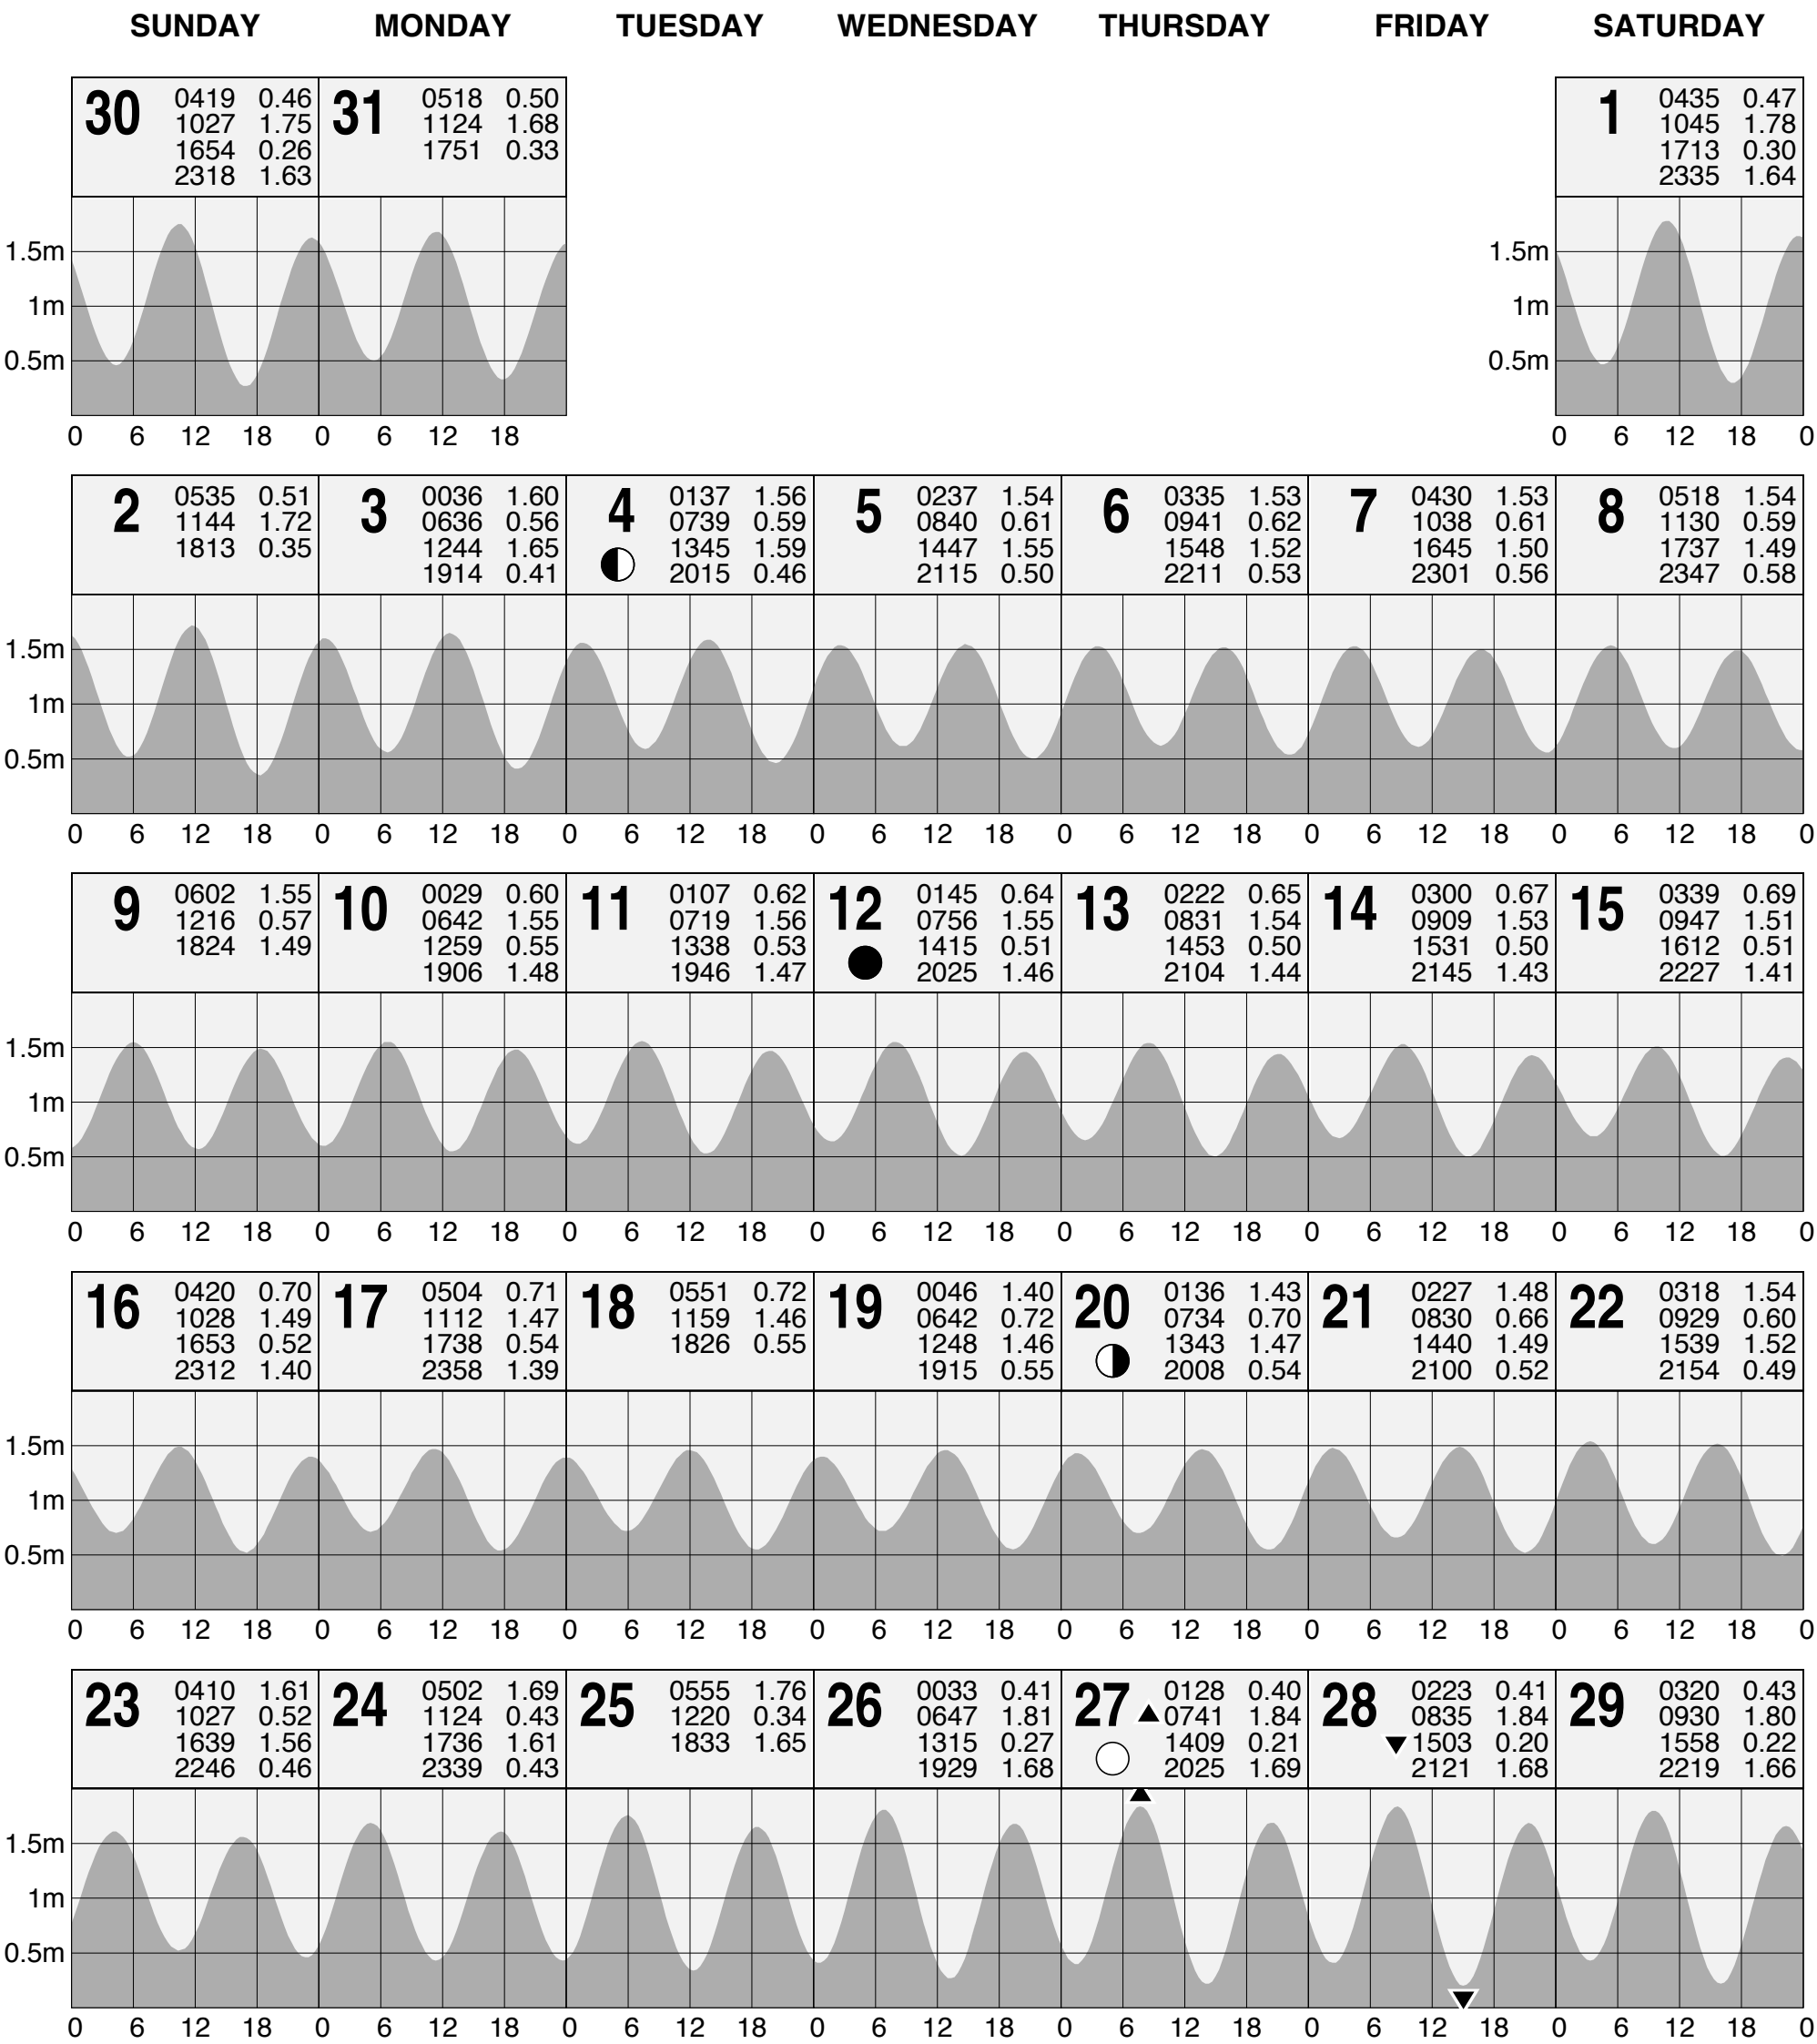 SUNDAY MONDAY TUESDAY WEDNESDAY THURSDAY FRIDAY SATURDAY
30 0419 0.46 31 0518 0.50 1 0435 0.47
1027 1.75 1124 1.68 1045 1.78
1654 0.26 1751 0.33 1713 0.30
2318 1.63 2335 1.64
1.5m 1.5m
1m 1m
0.5m 0.5m
0 6 12 18 0 6 12 18 0 6 12 18 0
2 0535 0.51 3 0036 1.60 4 0137 1.56 5 0237 1.54 6 0335 1.53 7 0430 1.53 8 0518 1.54
1144 1.72 0636 0.56 0739 0.59 0840 0.61 0941 0.62 1038 0.61 1130 0.59
1813 0.35 1244 1.65 1345 1.59 1447 1.55 1548 1.52 1645 1.50 1737 1.49
1914 0.41 2015 0.46 2115 0.50 2211 0.53 2301 0.56 2347 0.58
1.5m
1m
0.5m
0 6 12 18 0 6 12 18 0 6 12 18 0 6 12 18 0 6 12 18 0 6 12 18 0 6 12 18 0
9 0602 1.55 10 0029 0.60 11 0107 0.62 12 0145 0.64 13 0222 0.65 14 0300 0.67 15 0339 0.69
1216 0.57 0642 1.55 0719 1.56 0756 1.55 0831 1.54 0909 1.53 0947 1.51
1824 1.49 1259 0.55 1338 0.53 1415 0.51 1453 0.50 1531 0.50 1612 0.51
1906 1.48 1946 1.47 2025 1.46 2104 1.44 2145 1.43 2227 1.41
1.5m
1m
0.5m
0 6 12 18 0 6 12 18 0 6 12 18 0 6 12 18 0 6 12 18 0 6 12 18 0 6 12 18 0
16 0420 0.70 17 0504 0.71 18 0551 0.72 19 0046 1.40 20 0136 1.43 21 0227 1.48 22 0318 1.54
1028 1.49 1112 1.47 1159 1.46 0642 0.72 0734 0.70 0830 0.66 0929 0.60
1653 0.52 1738 0.54 1826 0.55 1248 1.46 1343 1.47 1440 1.49 1539 1.52
2312 1.40 2358 1.39 1915 0.55 2008 0.54 2100 0.52 2154 0.49
1.5m
1m
0.5m
0 6 12 18 0 6 12 18 0 6 12 18 0 6 12 18 0 6 12 18 0 6 12 18 0 6 12 18 0
23 0410 1.61 24 0502 1.69 25 0555 1.76 26 0033 0.41 27 0128 0.40 28 0223 0.41 29 0320 0.43
1027 0.52 1124 0.43 1220 0.34 0647 1.81 0741 1.84 0835 1.84 0930 1.80
1639 1.56 1736 1.61 1833 1.65 1315 0.27 1409 0.21 1503 0.20 1558 0.22
2246 0.46 2339 0.43 1929 1.68 2025 1.69 2121 1.68 2219 1.66
1.5m
1m
0.5m
0 6 12 18 0 6 12 18 0 6 12 18 0 6 12 18 0 6 12 18 0 6 12 18 0 6 12 18 0